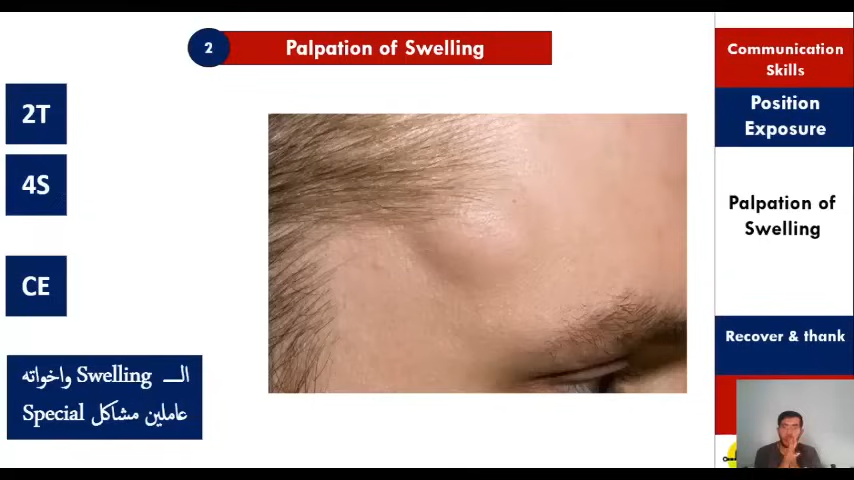 2
Palpation of Swelling
2T
4S
CE
الـــ Swelling واخواته
عاملين مشاكل Special
Communication
Skills
Position
Exposure
Palpation of
Swelling
Recover & thank